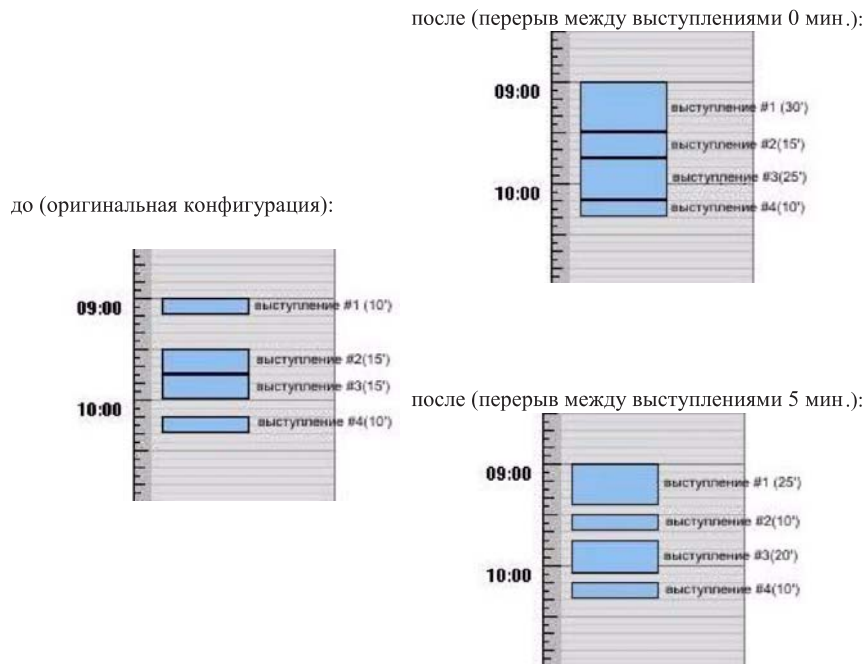 после (перерыв между выступлениями 0 мин.):
09:00
выступление #1 (30')
выступление #2(15')
выступление #3(25')
10:00
выступление #4(10')
до (оригинальная конфигурация):
09:00
выступление #1 (10')
выступление #2(15')
выступление #3(15')
10:00
выступление #4(10')
после (перерыв между выступлениями 5 мин.):
09:00
выступление #1 (25')
выступление #2(10')
выступление #3(20')
10:00
выступление #4(10')